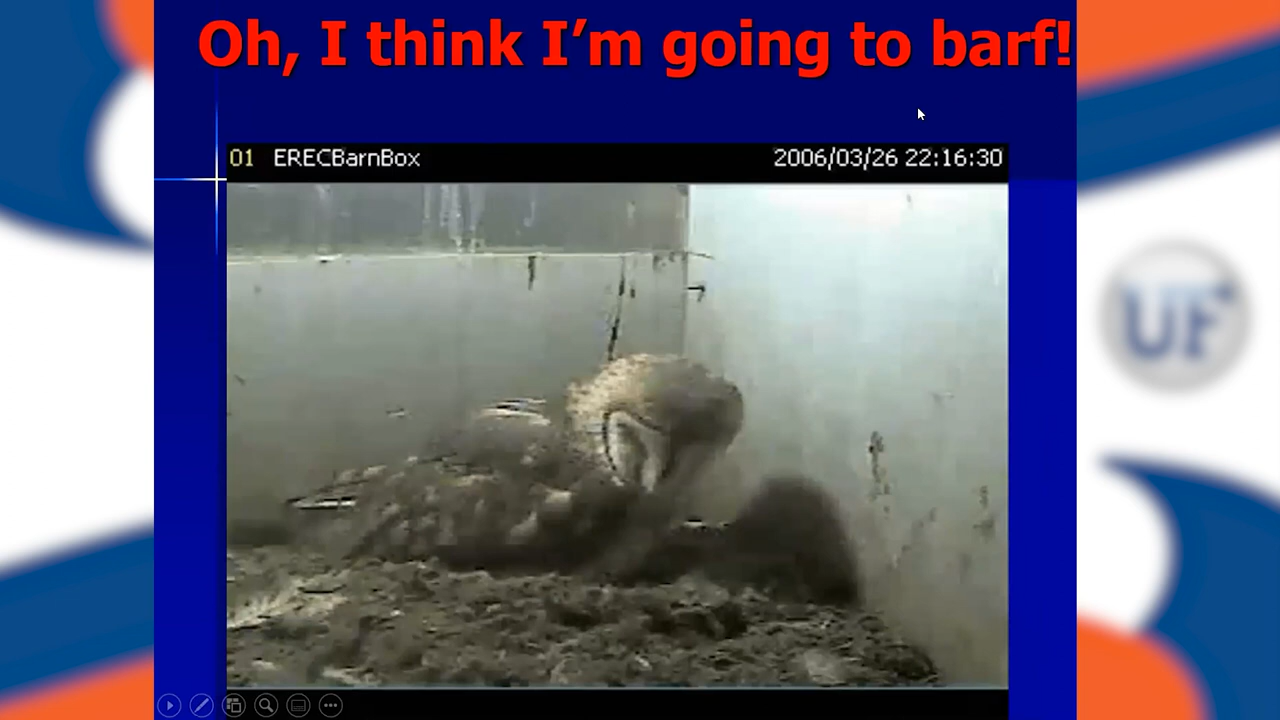 Oh, I think I’m going to barf!
01 ERECBarnBox 2006/03/26 22:16:30
UF